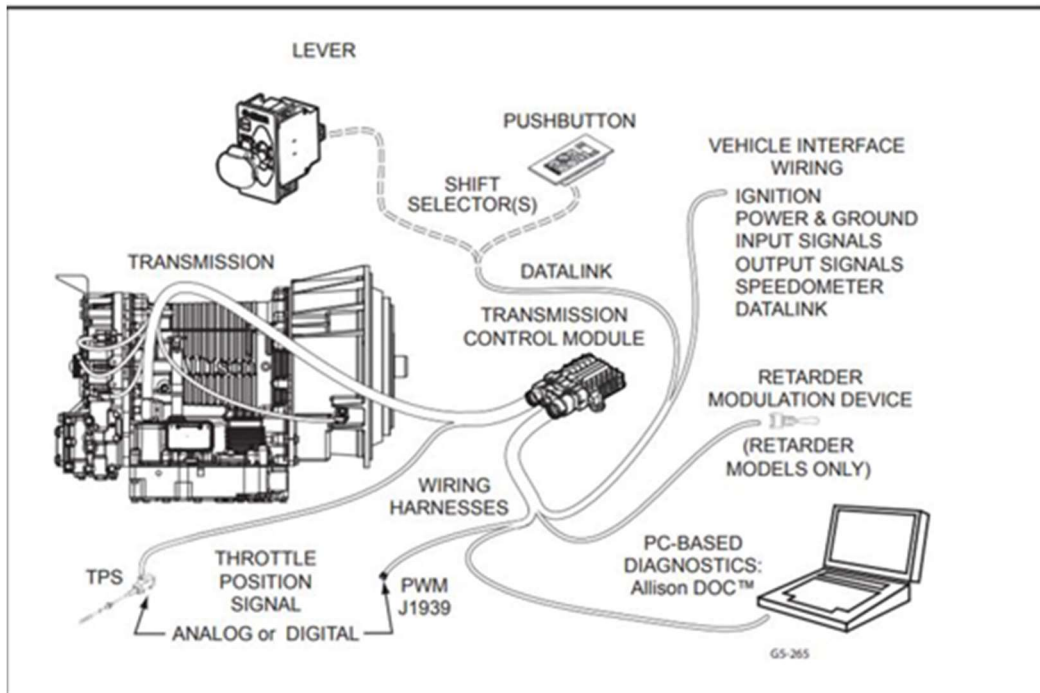 LEVER
PUSHBUTTON
VEHICLE INTERFACE
WIRING
IGNITION
POWER & GROUND
INPUT SIGNALS
OUTPUT SIGNALS
SPEEDOMETER
DATALINK
SHIFT
SELECTOR(S)
TRANSMISSION
DATALINK
TRANSMISSION
CONTROL MODULE
RETARDER
MODULATION DEVICE
(RETARDER
MODELS ONLY)
WIRING
HARNESSES
PC-BASED
DIAGNOSTICS:
Allison DOC™
TPS
THROTTLE
POSITION
SIGNAL
PWM
J1939
ANALOG or DIGITAL
GS-265